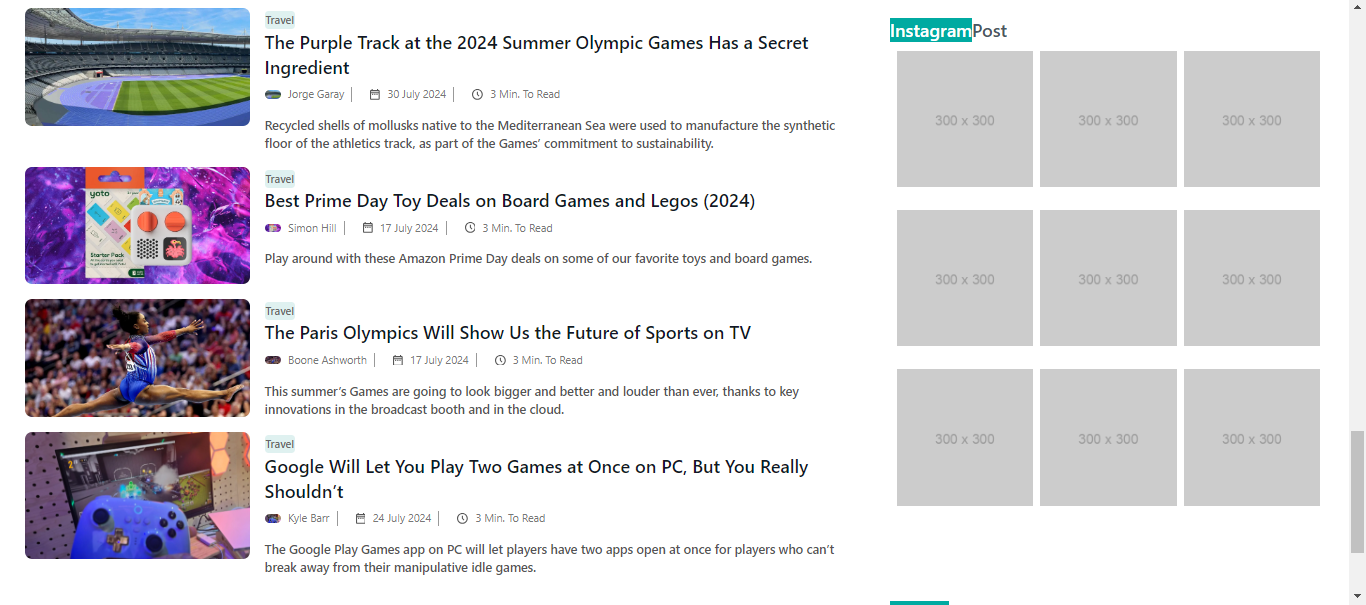 Travel
The Purple Track at the 2024 Summer Olympic Games Has a Secret
Ingredient
Jorge Garay
30 July 2024
3 Min. To Read
Recycled shells of mollusks native to the Mediterranean Sea were used to manufacture the synthetic
floor of the athletics track, as part of the Games’ commitment to sustainability.
yoto
Starter Pack
Travel
Best Prime Day Toy Deals on Board Games and Legos (2024)
Simon Hill
17 July 2024
3 Min. To Read
Play around with these Amazon Prime Day deals on some of our favorite toys and board games.
Travel
The Paris Olympics Will Show Us the Future of Sports on TV
Boone Ashworth
17 July 2024
3 Min. To Read
This summer’s Games are going to look bigger and better and louder than ever, thanks to key
innovations in the broadcast booth and in the cloud.
Travel
Google Will Let You Play Two Games at Once on PC, But You Really
Shouldn’t
Kyle Barr
24 July 2024
3 Min. To Read
The Google Play Games app on PC will let players have two apps open at once for players who can’t
break away from their manipulative idle games.
Instagram Post
300 x 300
300 x 300
300 x 300
300 x 300
300 x 300
300 x 300
300 x 300
300 x 300
300 x 300